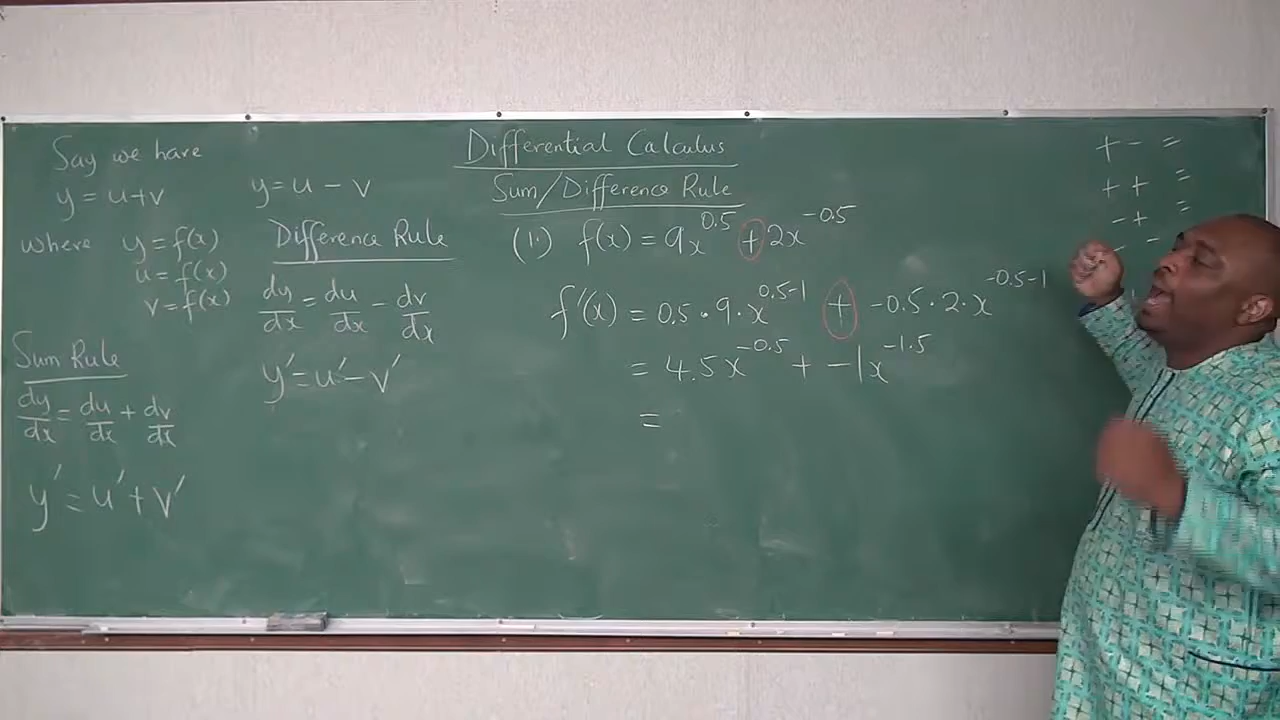 Differential Calculus
Sum/Difference Rule
Say we have
y = u + v
where y = f(x)
u = f(x)
v = f(x)
Sum Rule
dy/dx = du/dx + dv/dx
y' = u' + v'
y = u - v
Difference Rule
dy/dx = du/dx - dv/dx
y' = u' - v'
(1.) f(x) = 9x^0.5 + 2x^-0.5
f'(x) = 0.5 · 9 · x^0.5-1 + -0.5 · 2 · x^-0.5-1
= 4.5x^-0.5 + -1x^-1.5
=
+ - =
+ + =
- + =
- -